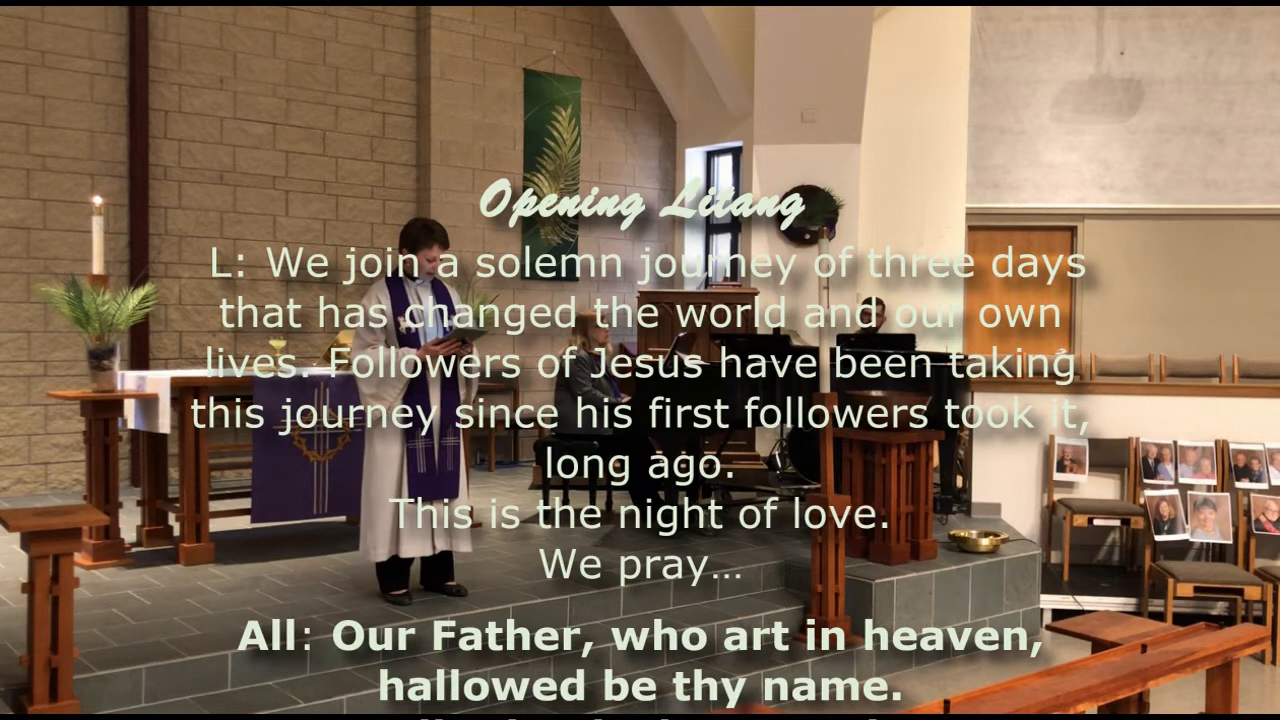 Opening Litany
L: We join a solemn journey of three days
that has changed the world and our own
lives. Followers of Jesus have been taking
this journey since his first followers took it,
long ago.
This is the night of love.
We pray…
All: Our Father, who art in heaven,
hallowed be thy name.